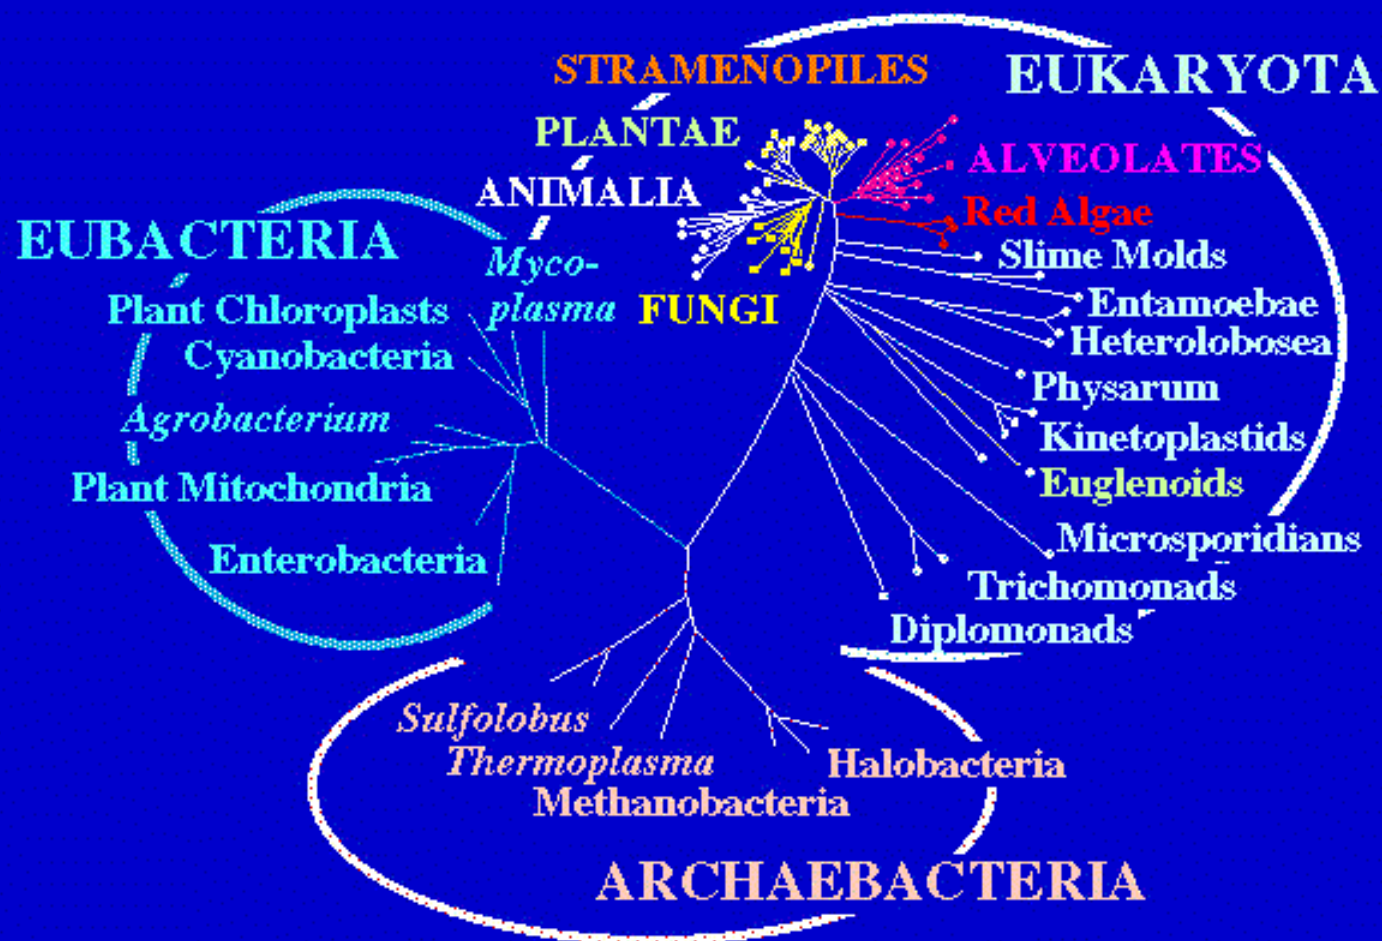 STRAMENOPILES
EUKARYOTA
PLANTAE
ALVEOLATES
ANIMALIA
Red Algae
EUBACTERIA
Slime Molds
Myco-
plasma
FUNGI
Plant Chloroplasts
Entamoebae
Cyanobacteria
Heterolobosea
Physarum
Agrobacterium
Kinetoplastids
Plant Mitochondria
Euglenoids
Enterobacteria
Microsporidians
Trichomonads
Diplomonads
Sulfolobus
Thermoplasma
Halobacteria
Methanobacteria
ARCHAEBACTERIA